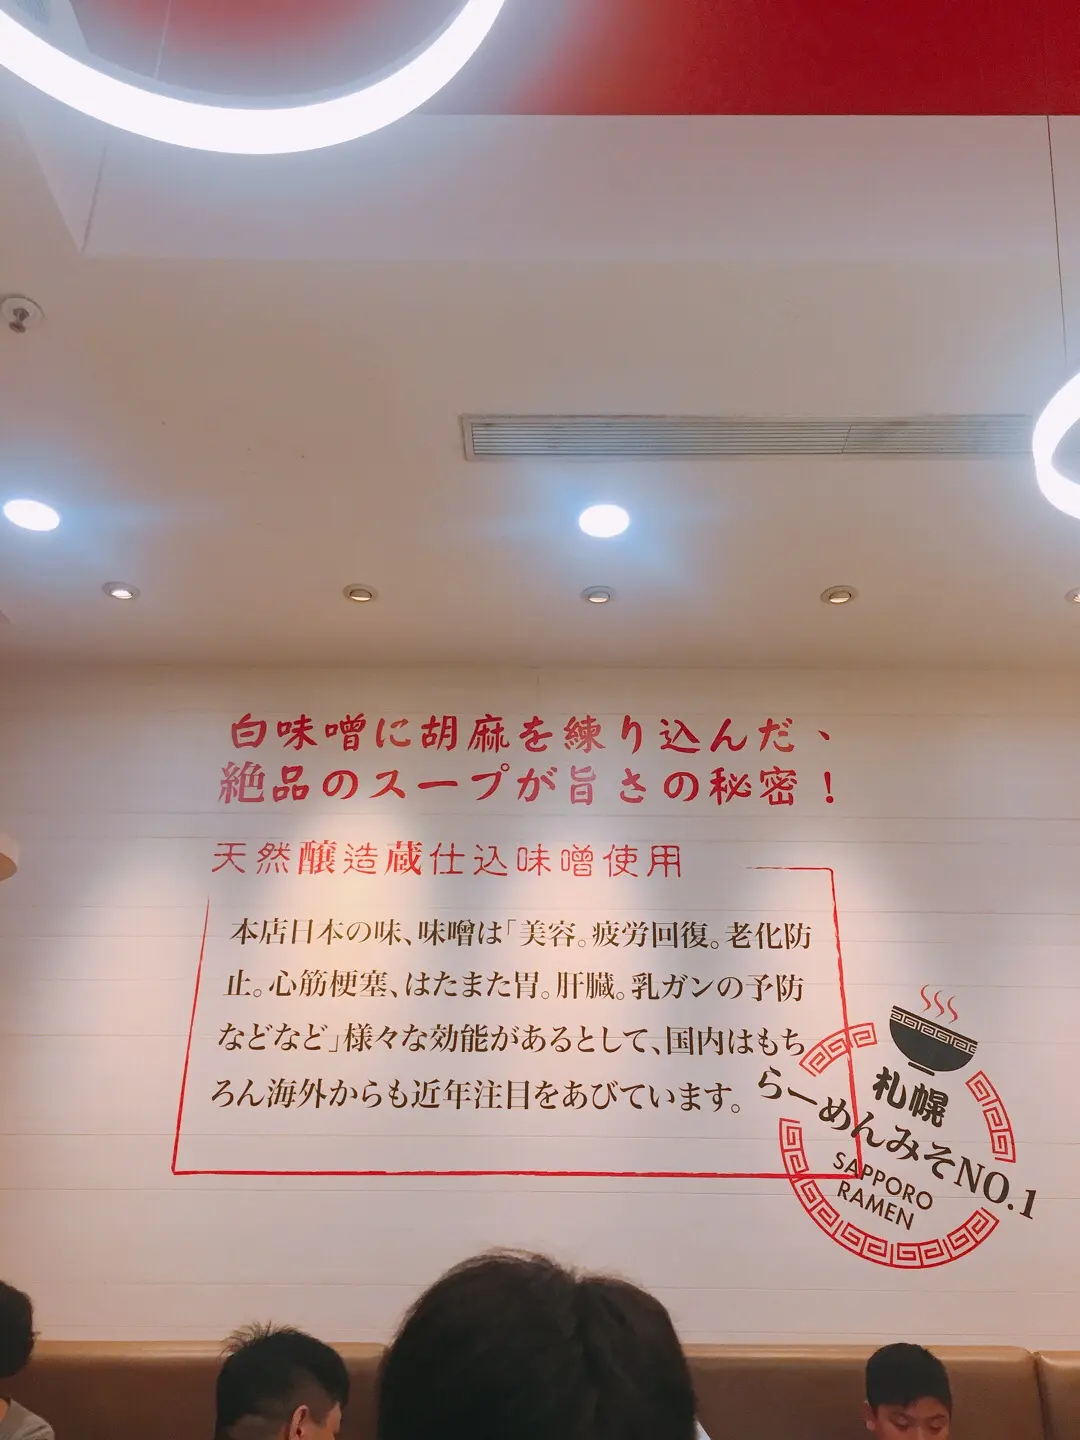 白味噌に胡麻を練り込んだ、
絶品のスープが旨さの秘密！
天然醸造蔵仕込味噌使用
本店日本の味、味噌は「美容。疲労回復。老化防
止。心筋梗塞、はたまた胃。肝臓。乳ガンの予防
などなど」様々な効能があるとして、国内はもち
ろん海外からも近年注目をあびています。
札幌
らーめんみそNO.1
SAPPORO
RAMEN